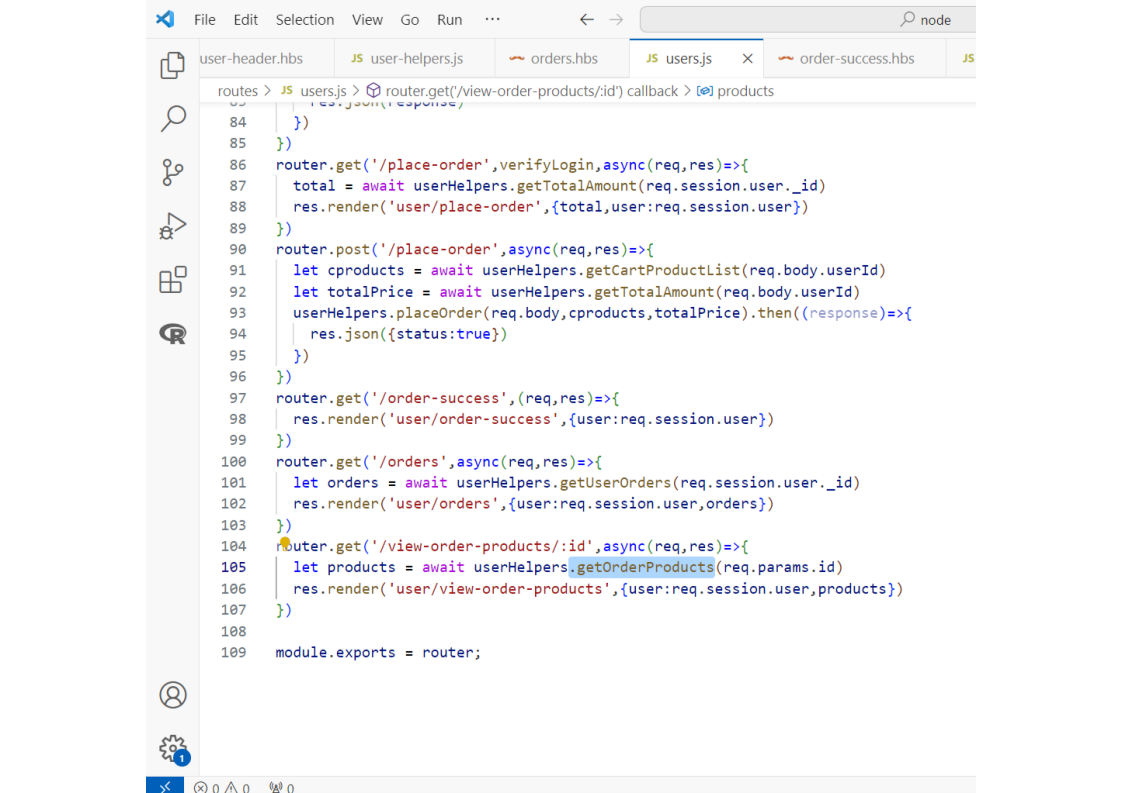 File Edit Selection View Go Run ··· node
user-header.hbs JS user-helpers.js orders.hbs JS users.js order-success.hbs JS
routes > JS users.js > router.get('/view-order-products/:id') callback > products
83 res.json(response)
84 })
85 })
86 router.get('/place-order',verifyLogin,async(req,res)=>{
87 total = await userHelpers.getTotalAmount(req.session.user._id)
88 res.render('user/place-order',{total,user:req.session.user})
89 })
90 router.post('/place-order',async(req,res)=>{
91 let cproducts = await userHelpers.getCartProductList(req.body.userId)
92 let totalPrice = await userHelpers.getTotalAmount(req.body.userId)
93 userHelpers.placeOrder(req.body,cproducts,totalPrice).then((response)=>{
94 res.json({status:true})
95 })
96 })
97 router.get('/order-success',(req,res)=>{
98 res.render('user/order-success',{user:req.session.user})
99 })
100 router.get('/orders',async(req,res)=>{
101 let orders = await userHelpers.getUserOrders(req.session.user._id)
102 res.render('user/orders',{user:req.session.user,orders})
103 })
104 router.get('/view-order-products/:id',async(req,res)=>{
105 let products = await userHelpers.getOrderProducts(req.params.id)
106 res.render('user/view-order-products',{user:req.session.user,products})
107 })
108
109 module.exports = router;
R
1
0 0 0